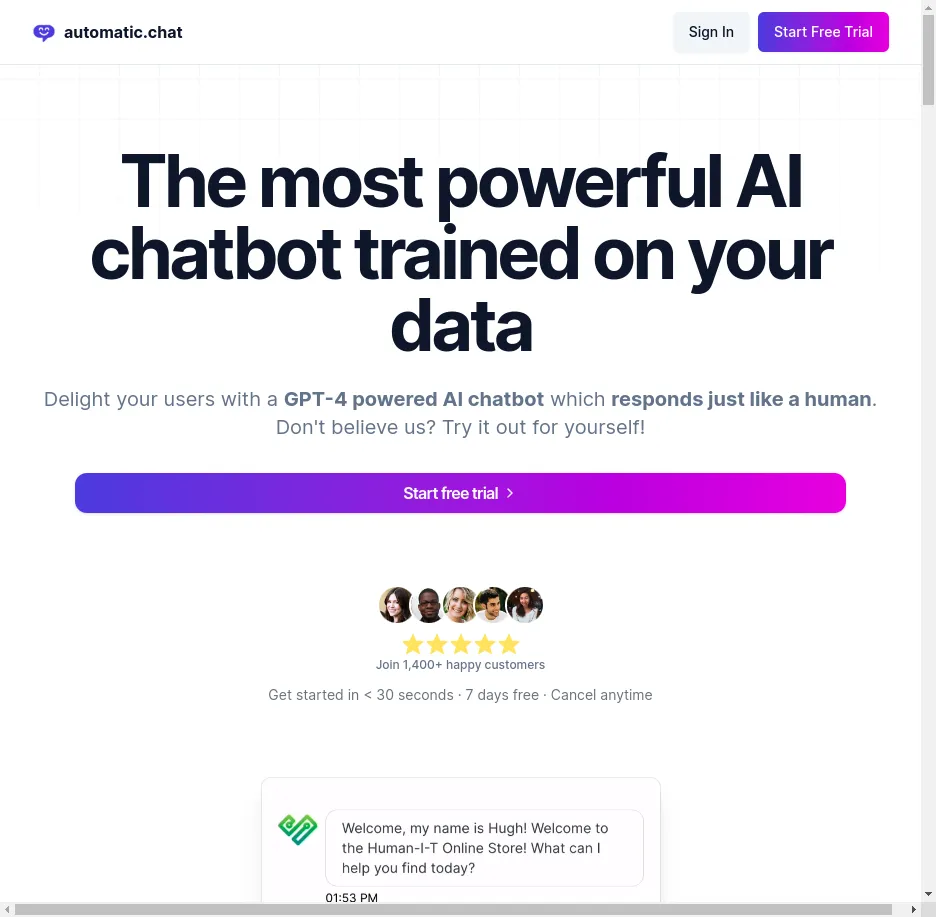 automatic.chat
Sign In
Start Free Trial
The most powerful AI
chatbot trained on your
data
Delight your users with a GPT-4 powered AI chatbot which responds just like a human.
Don't believe us? Try it out for yourself!
Start free trial
Join 1,400+ happy customers
Get started in < 30 seconds · 7 days free · Cancel anytime
Welcome, my name is Hugh! Welcome to
the Human-I-T Online Store! What can I
help you find today?
01:53 PM